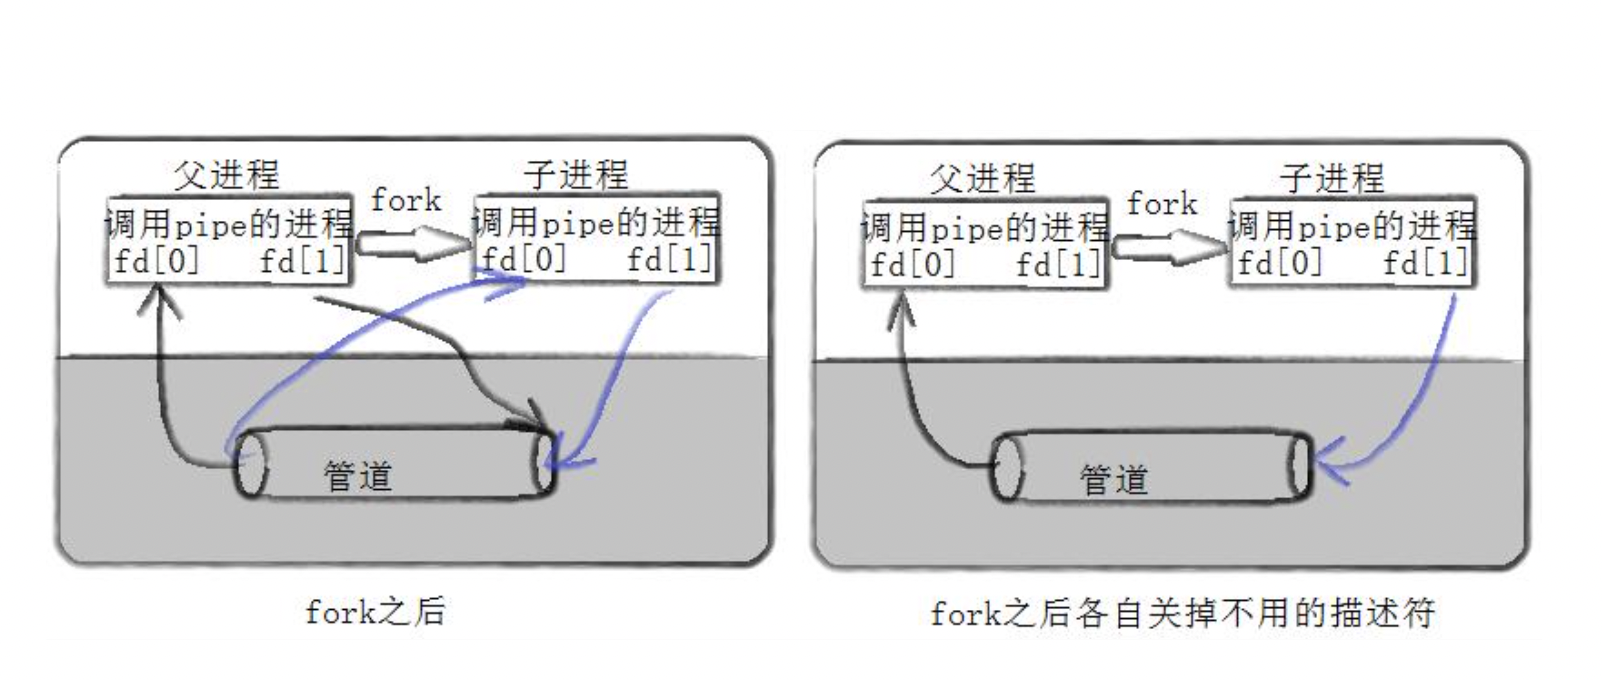 父进程
fork
子进程
调用pipe的进程
fd[0] fd[1]
调用pipe的进程
fd[0] fd[1]
管道
fork之后
父进程
fork
子进程
调用pipe的进程
fd[0] fd[1]
调用pipe的进程
fd[0] fd[1]
管道
fork之后各自关掉不用的描述符